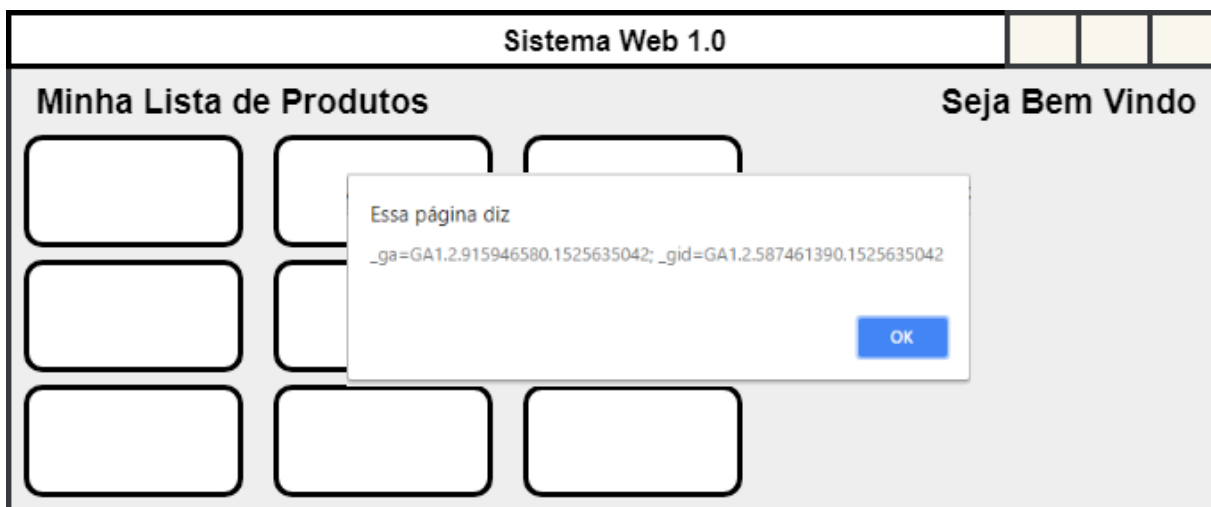 Sistema Web 1.0
Minha Lista de Produtos
Seja Bem Vindo
Essa página diz
_ga=GA1.2.915946580.1525635042; _gid=GA1.2.587461390.1525635042
OK